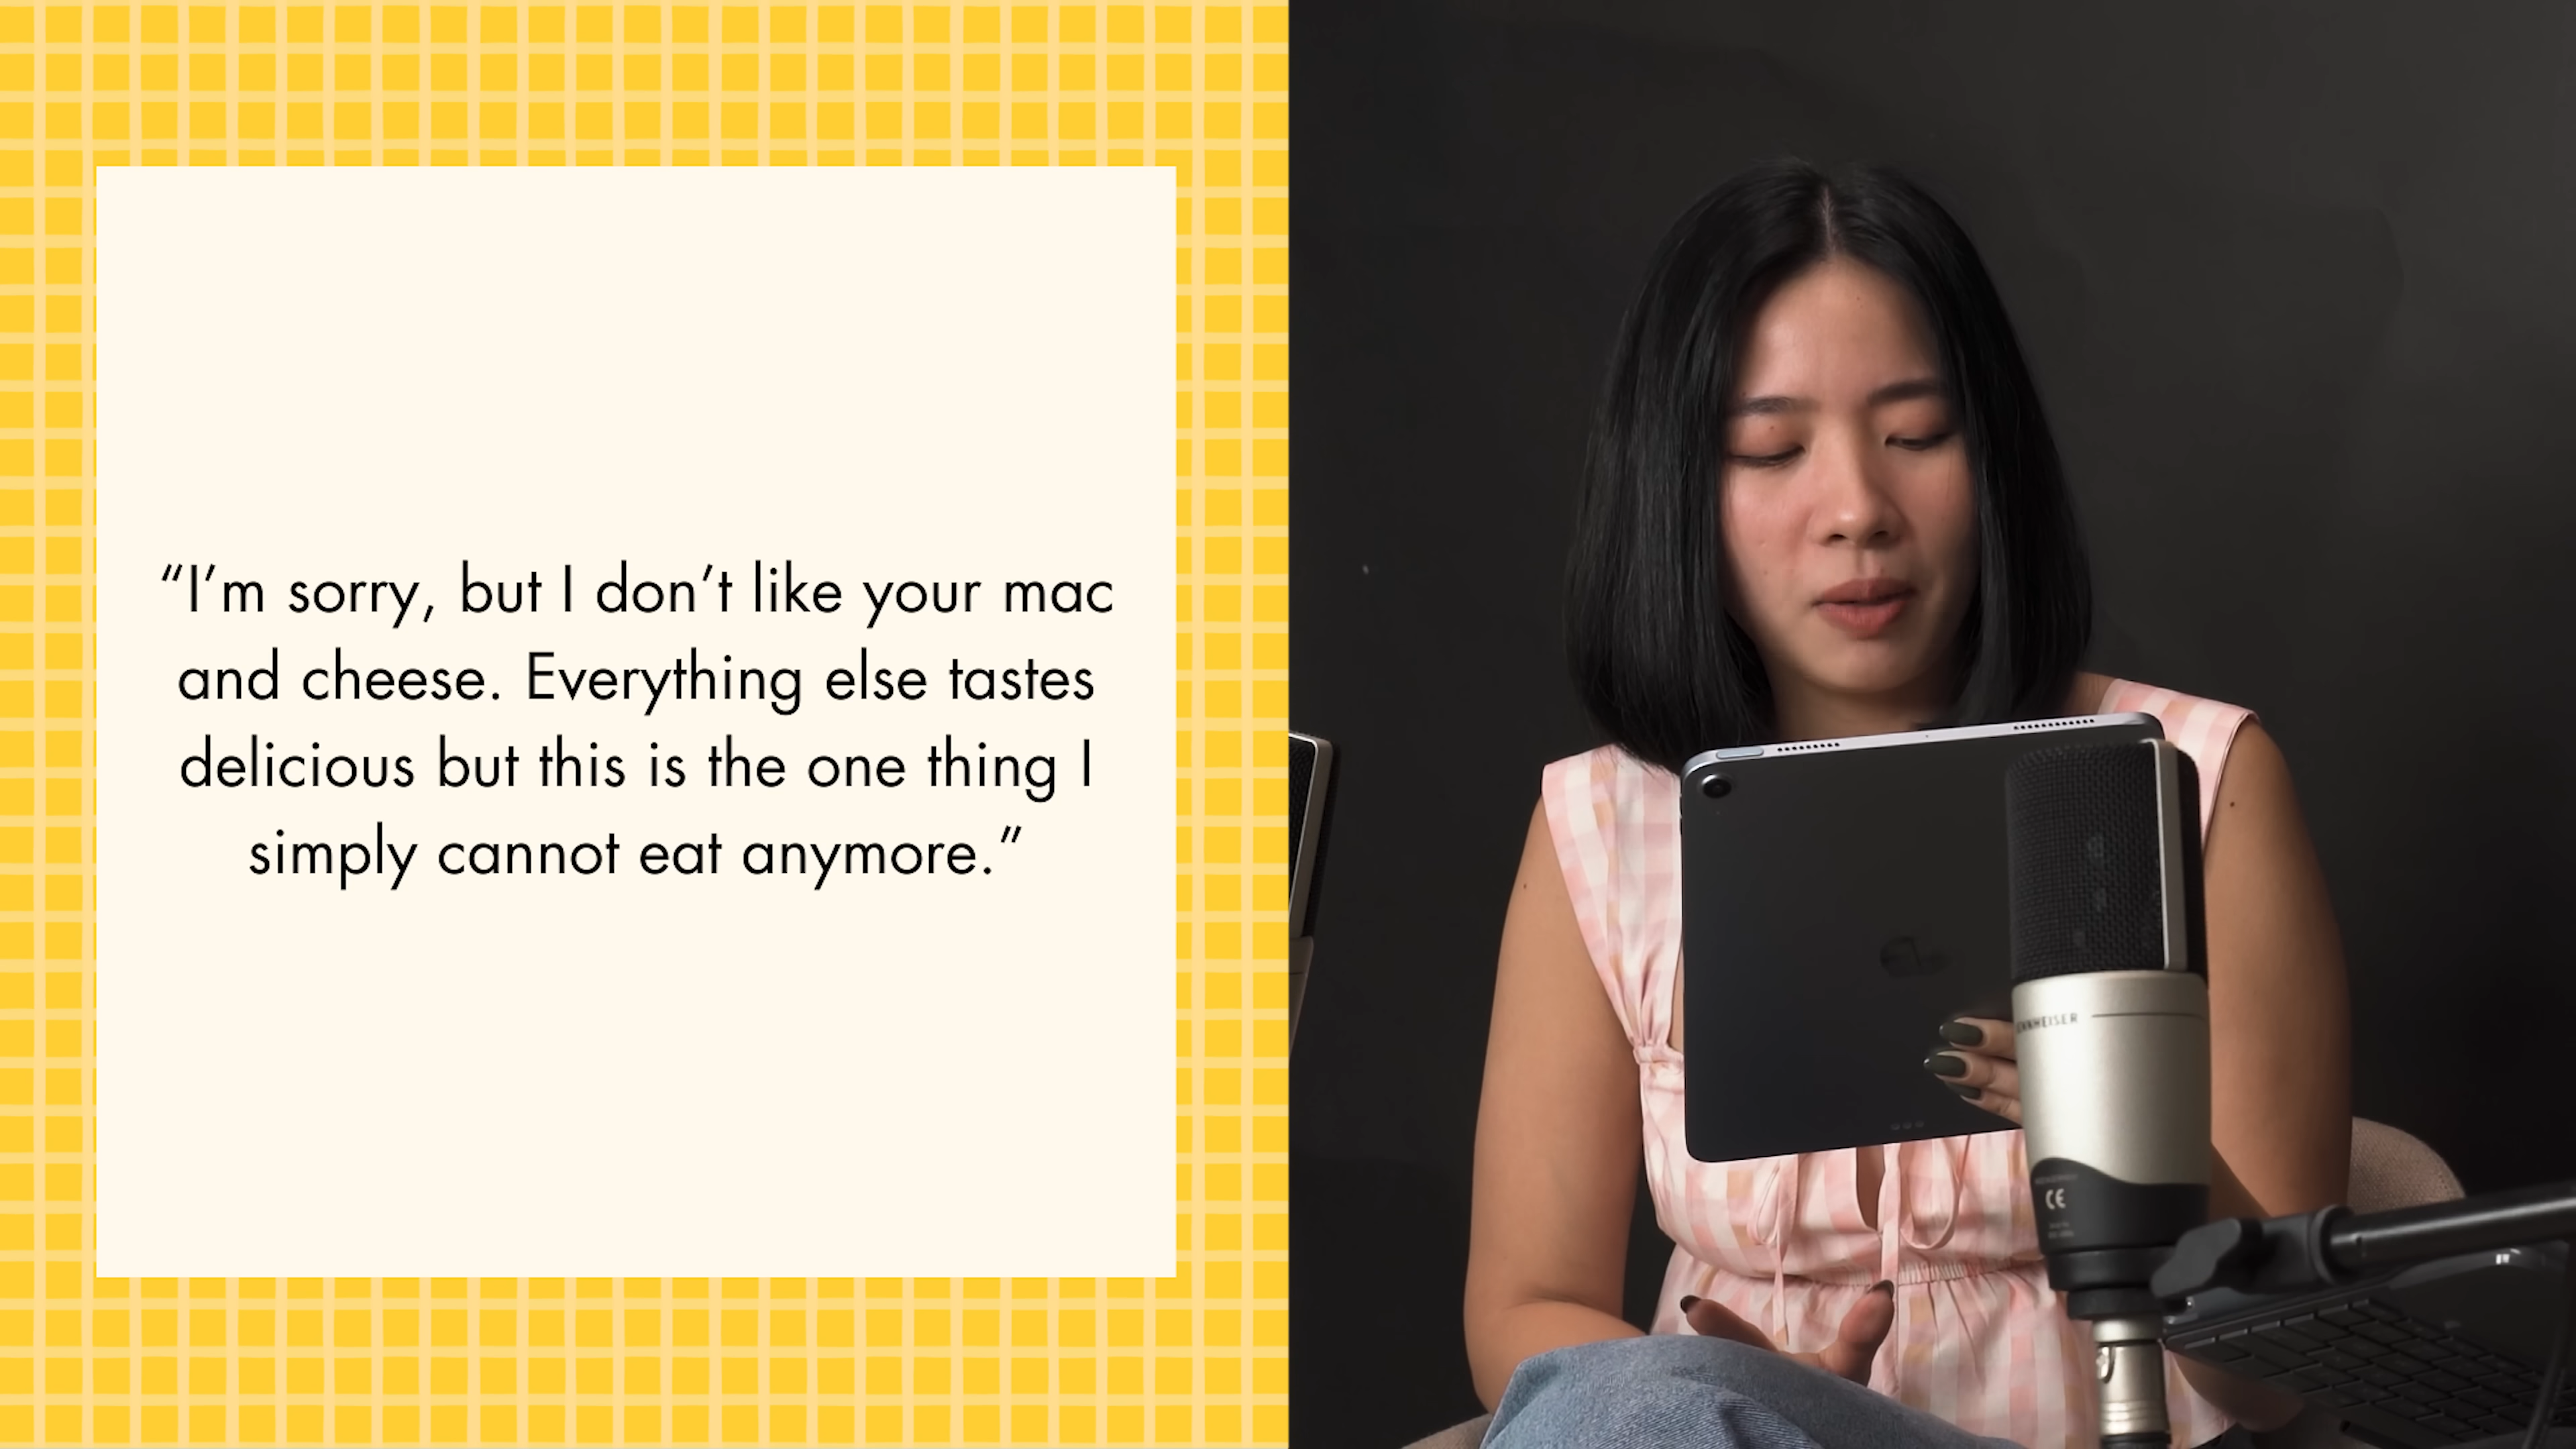 “I’m sorry, but I don’t like your mac
and cheese. Everything else tastes
delicious but this is the one thing I
simply cannot eat anymore.”
CE